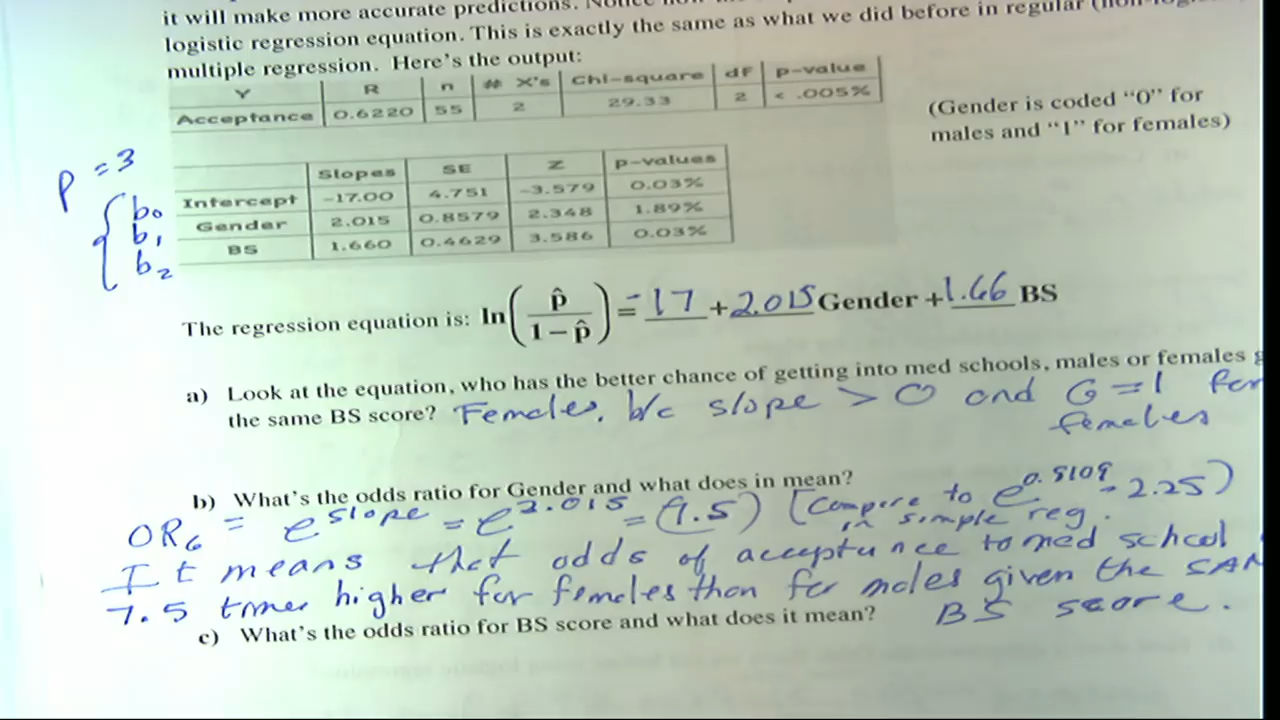 it will make more accurate predictions.
logistic regression equation. This is exactly the same as what we did before in regular
multiple regression. Here's the output:
Y R n # X's Chi-square dF p-value
Acceptance 0.6220 55 2 29.33 2 < .005%
(Gender is coded "0" for
males and "1" for females)
P = 3
b0
b1
b2
Slopes SE Z p-values
Intercept -17.00 4.751 -3.579 0.03%
Gender 2.015 0.8579 2.348 1.89%
BS 1.660 0.4629 3.586 0.03%
The regression equation is: ln(p̂/1-p̂) = -17 + 2.015 Gender + 1.66 BS
a) Look at the equation, who has the better chance of getting into med schools, males or females
the same BS score? Females, b/c slope > 0 and G = 1 for
females
b) What's the odds ratio for Gender and what does in mean?
ORG = e^slope = e^2.015 = (7.5) (Compare to e^0.8109 = 2.25)
in simple reg.
It means that odds of acceptance to med school
7.5 times higher for females than for males given the
BS score.
c) What's the odds ratio for BS score and what does it mean?